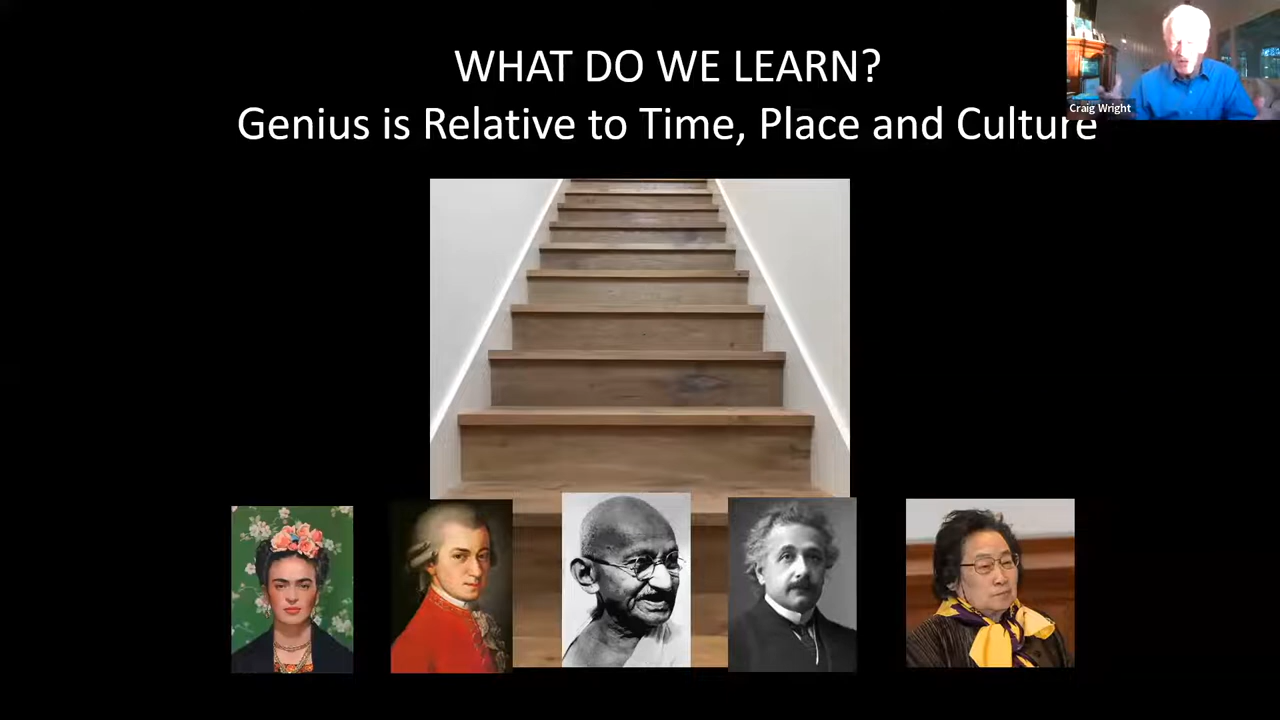 WHAT DO WE LEARN?
Genius is Relative to Time, Place and Culture
Craig Wright